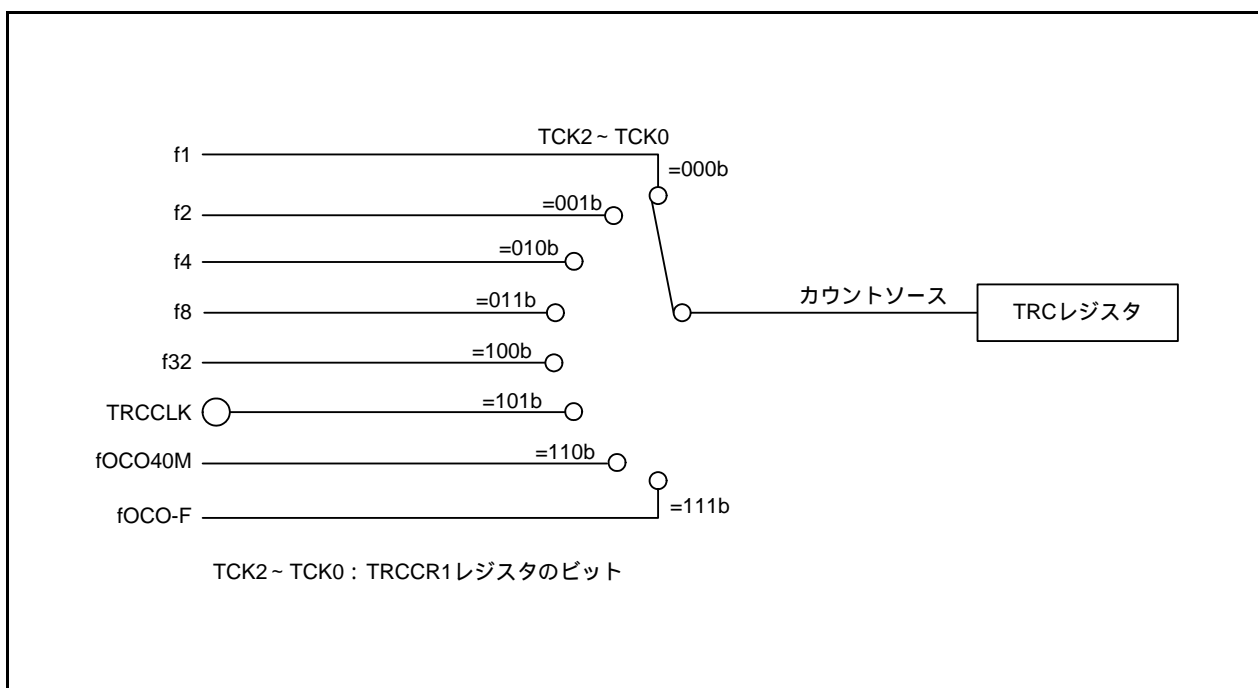 TCK2～TCK0
f1
=000b
f2
=001b
f4
=010b
f8
=011b
カウントソース
TRCレジスタ
f32
=100b
TRCCLK
=101b
fOCO40M
=110b
fOCO-F
=111b
TCK2～TCK0：TRCCR1レジスタのビット